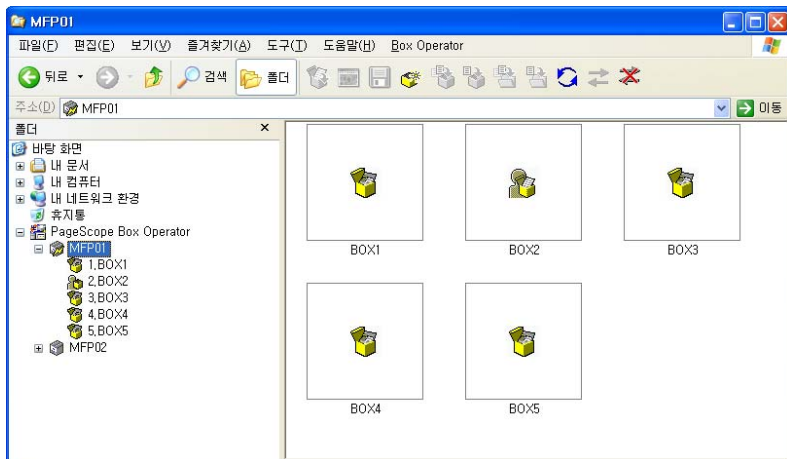 MFP01
파일(F) 편집(E) 보기(V) 즐겨찾기(A) 도구(T) 도움말(H) Box Operator
뒤로 검색 폴더
주소(D) MFP01 이동
폴더 ×
바탕 화면
내 문서
내 컴퓨터
내 네트워크 환경
휴지통
PageScope Box Operator
MFP01
1,BOX1
2,BOX2
3,BOX3
4,BOX4
5,BOX5
MFP02
BOX1 BOX2 BOX3
BOX4 BOX5